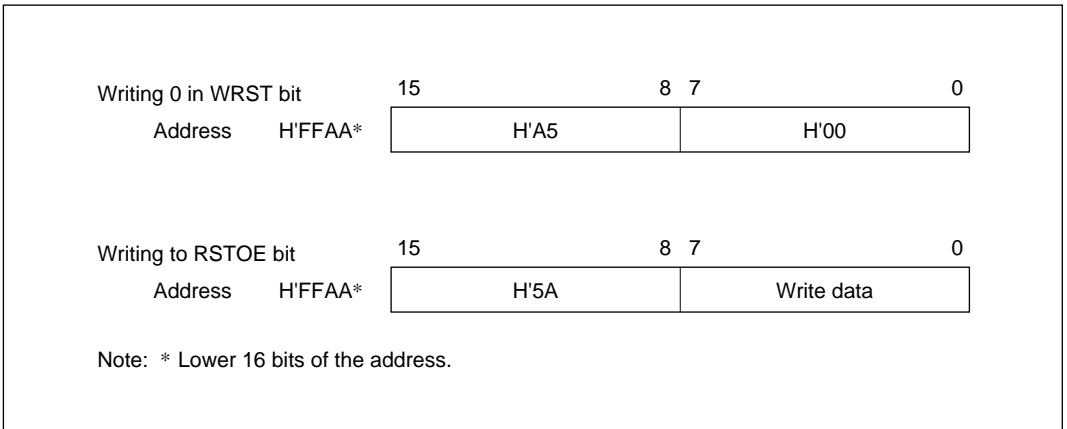 Writing 0 in WRST bit 15 8 7 0
Address H'FFAA* H'A5 H'00
Writing to RSTOE bit 15 8 7 0
Address H'FFAA* H'5A Write data
Note: * Lower 16 bits of the address.